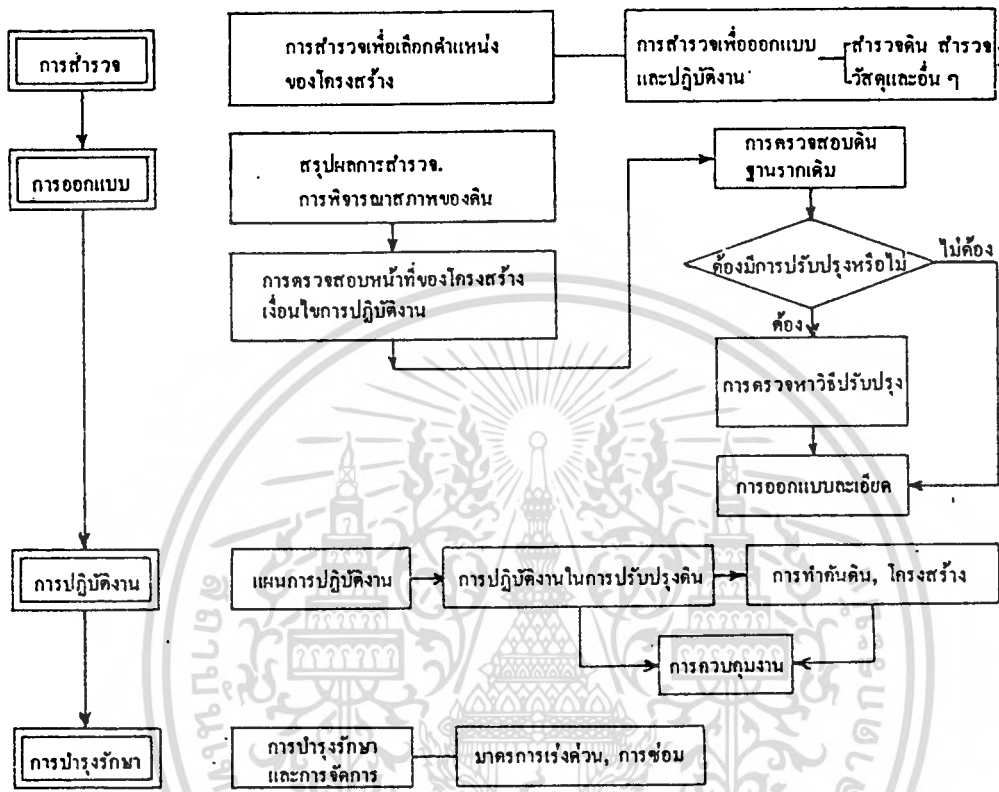 การสำรวจ
การสำรวจเพื่อเลือกตำแหน่ง
ของโครงสร้าง
การสำรวจเพื่อออกแบบ
และปฏิบัติงาน
สำรวจดิน สำรวจ
วัสดุและอื่น ๆ
การออกแบบ
สรุปผลการสำรวจ.
การพิจารณาสภาพของดิน
การตรวจสอบหน้าที่ของโครงสร้าง
เงื่อนไขการปฏิบัติงาน
การตรวจสอบดิน
ฐานรากเดิม
ต้องมีการปรับปรุงหรือไม่
ไม่ต้อง
ต้อง
การตรวจหาวิธีปรับปรุง
การออกแบบละเอียด
การปฏิบัติงาน
แผนการปฏิบัติงาน
การปฏิบัติงานในการปรับปรุงดิน
การทำคันดิน, โครงสร้าง
การควบคุมงาน
การบำรุงรักษา
การบำรุงรักษา
และการจัดการ
มาตรการเร่งด่วน, การซ่อม